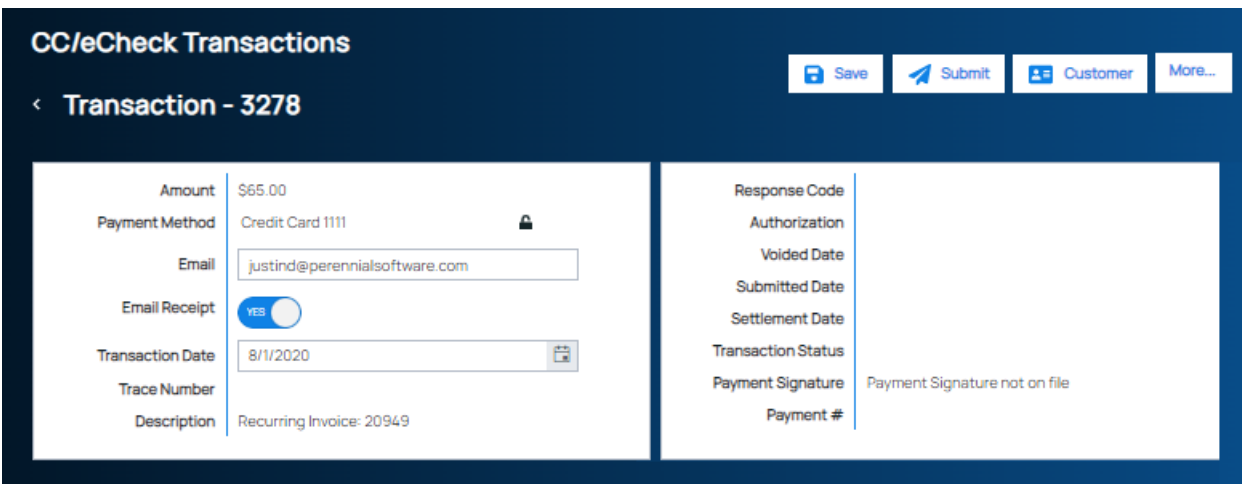 CC/eCheck Transactions
Save
Submit
Customer
More...
< Transaction - 3278
Amount $65.00
Payment Method Credit Card 1111
Email justind@perennialsoftware.com
Email Receipt YES
Transaction Date 8/1/2020
Trace Number
Description Recurring Invoice: 20949
Response Code
Authorization
Voided Date
Submitted Date
Settlement Date
Transaction Status
Payment Signature Payment Signature not on file
Payment #